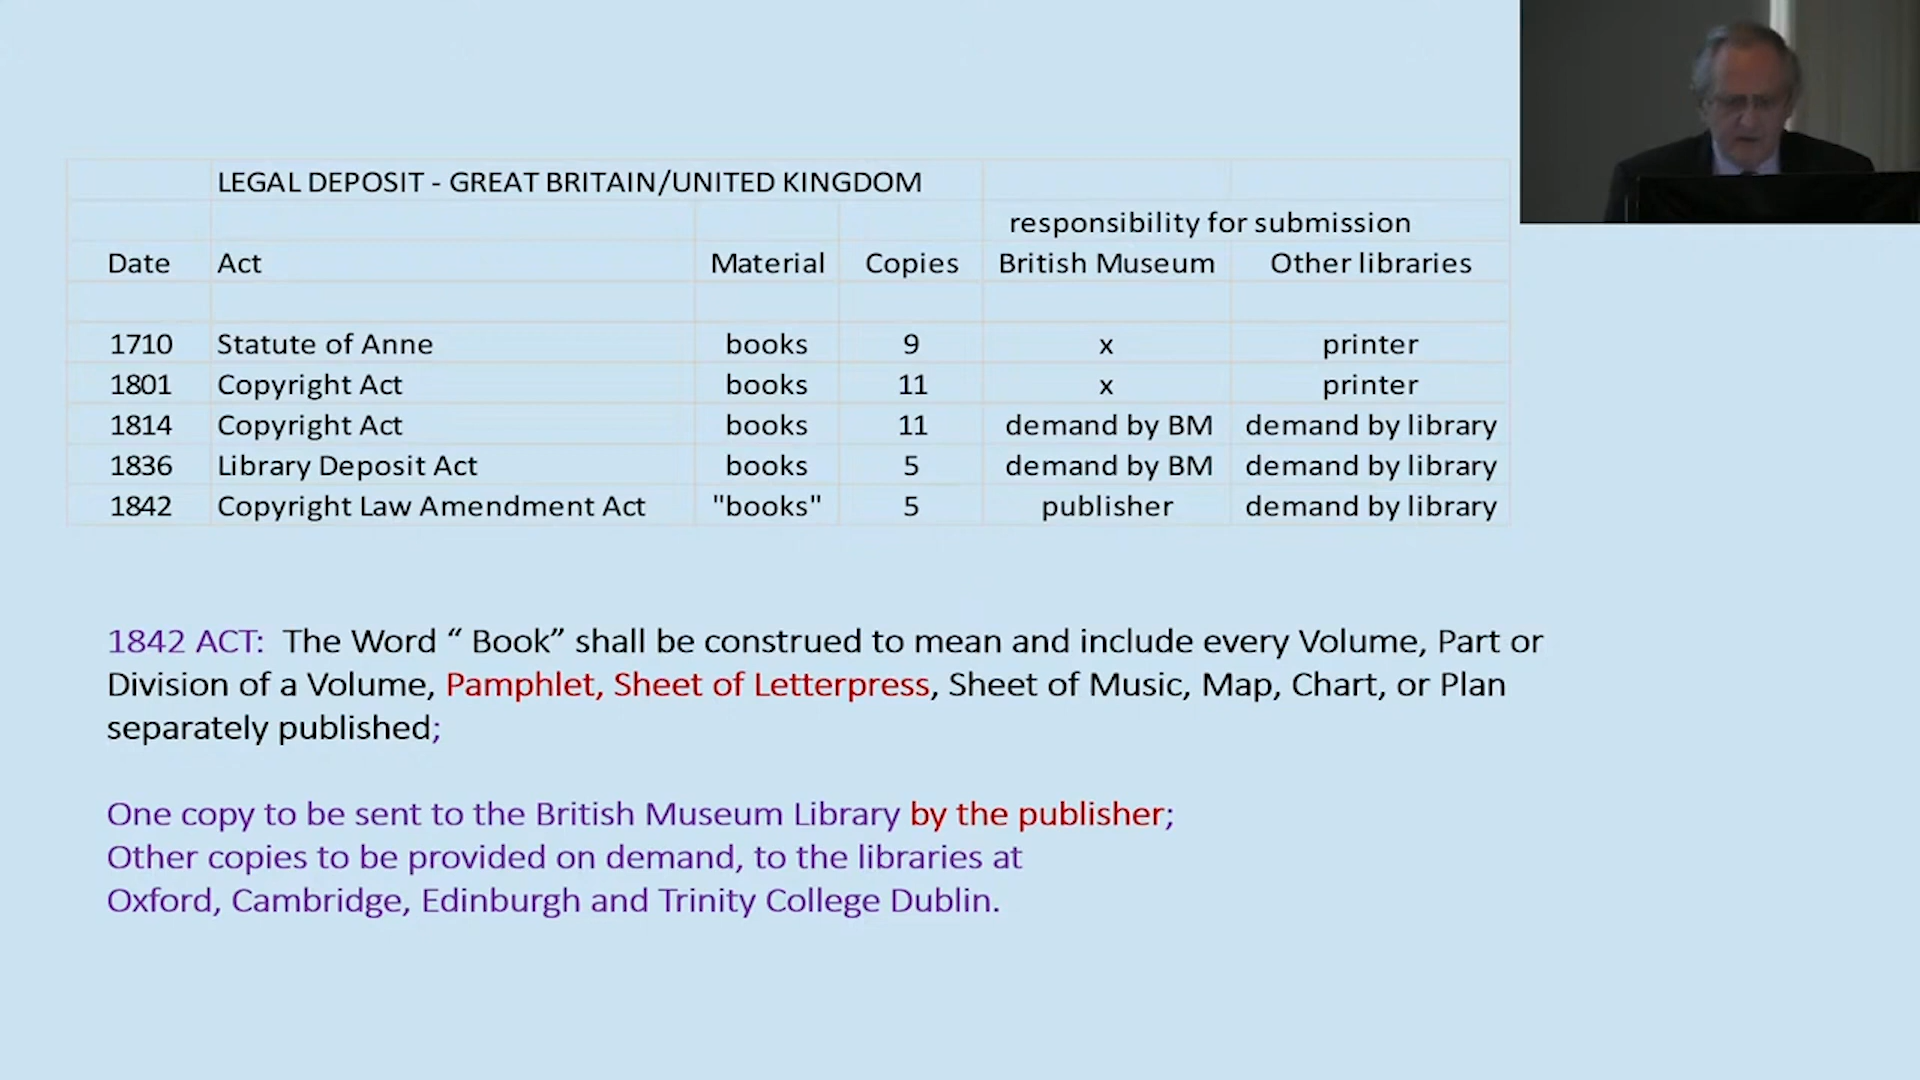 LEGAL DEPOSIT - GREAT BRITAIN/UNITED KINGDOM
responsibility for submission
Date Act Material Copies British Museum Other libraries
1710 Statute of Anne books 9 x printer
1801 Copyright Act books 11 x printer
1814 Copyright Act books 11 demand by BM demand by library
1836 Library Deposit Act books 5 demand by BM demand by library
1842 Copyright Law Amendment Act "books" 5 publisher demand by library
1842 ACT: The Word “ Book” shall be construed to mean and include every Volume, Part or
Division of a Volume, Pamphlet, Sheet of Letterpress, Sheet of Music, Map, Chart, or Plan
separately published;
One copy to be sent to the British Museum Library by the publisher;
Other copies to be provided on demand, to the libraries at
Oxford, Cambridge, Edinburgh and Trinity College Dublin.